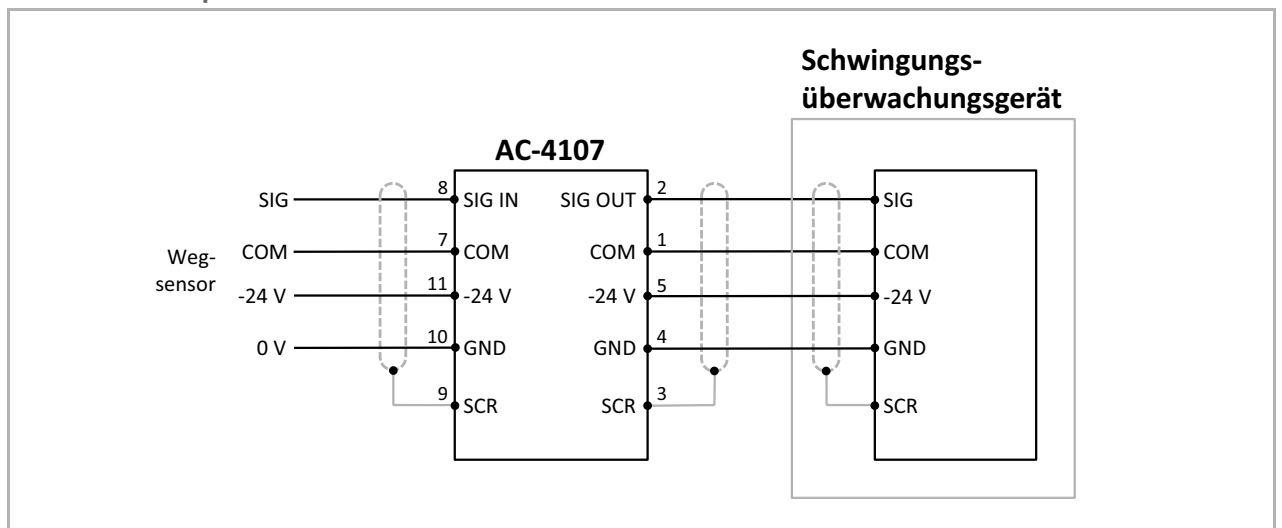 Schwingungs-
überwachungsgerät
AC-4107
SIG 8 SIG IN SIG OUT 2 SIG
COM 7 COM COM 1 COM
Weg-
sensor
-24 V 11 -24 V -24 V 5 -24 V
0 V 10 GND GND 4 GND
9 SCR SCR 3 SCR